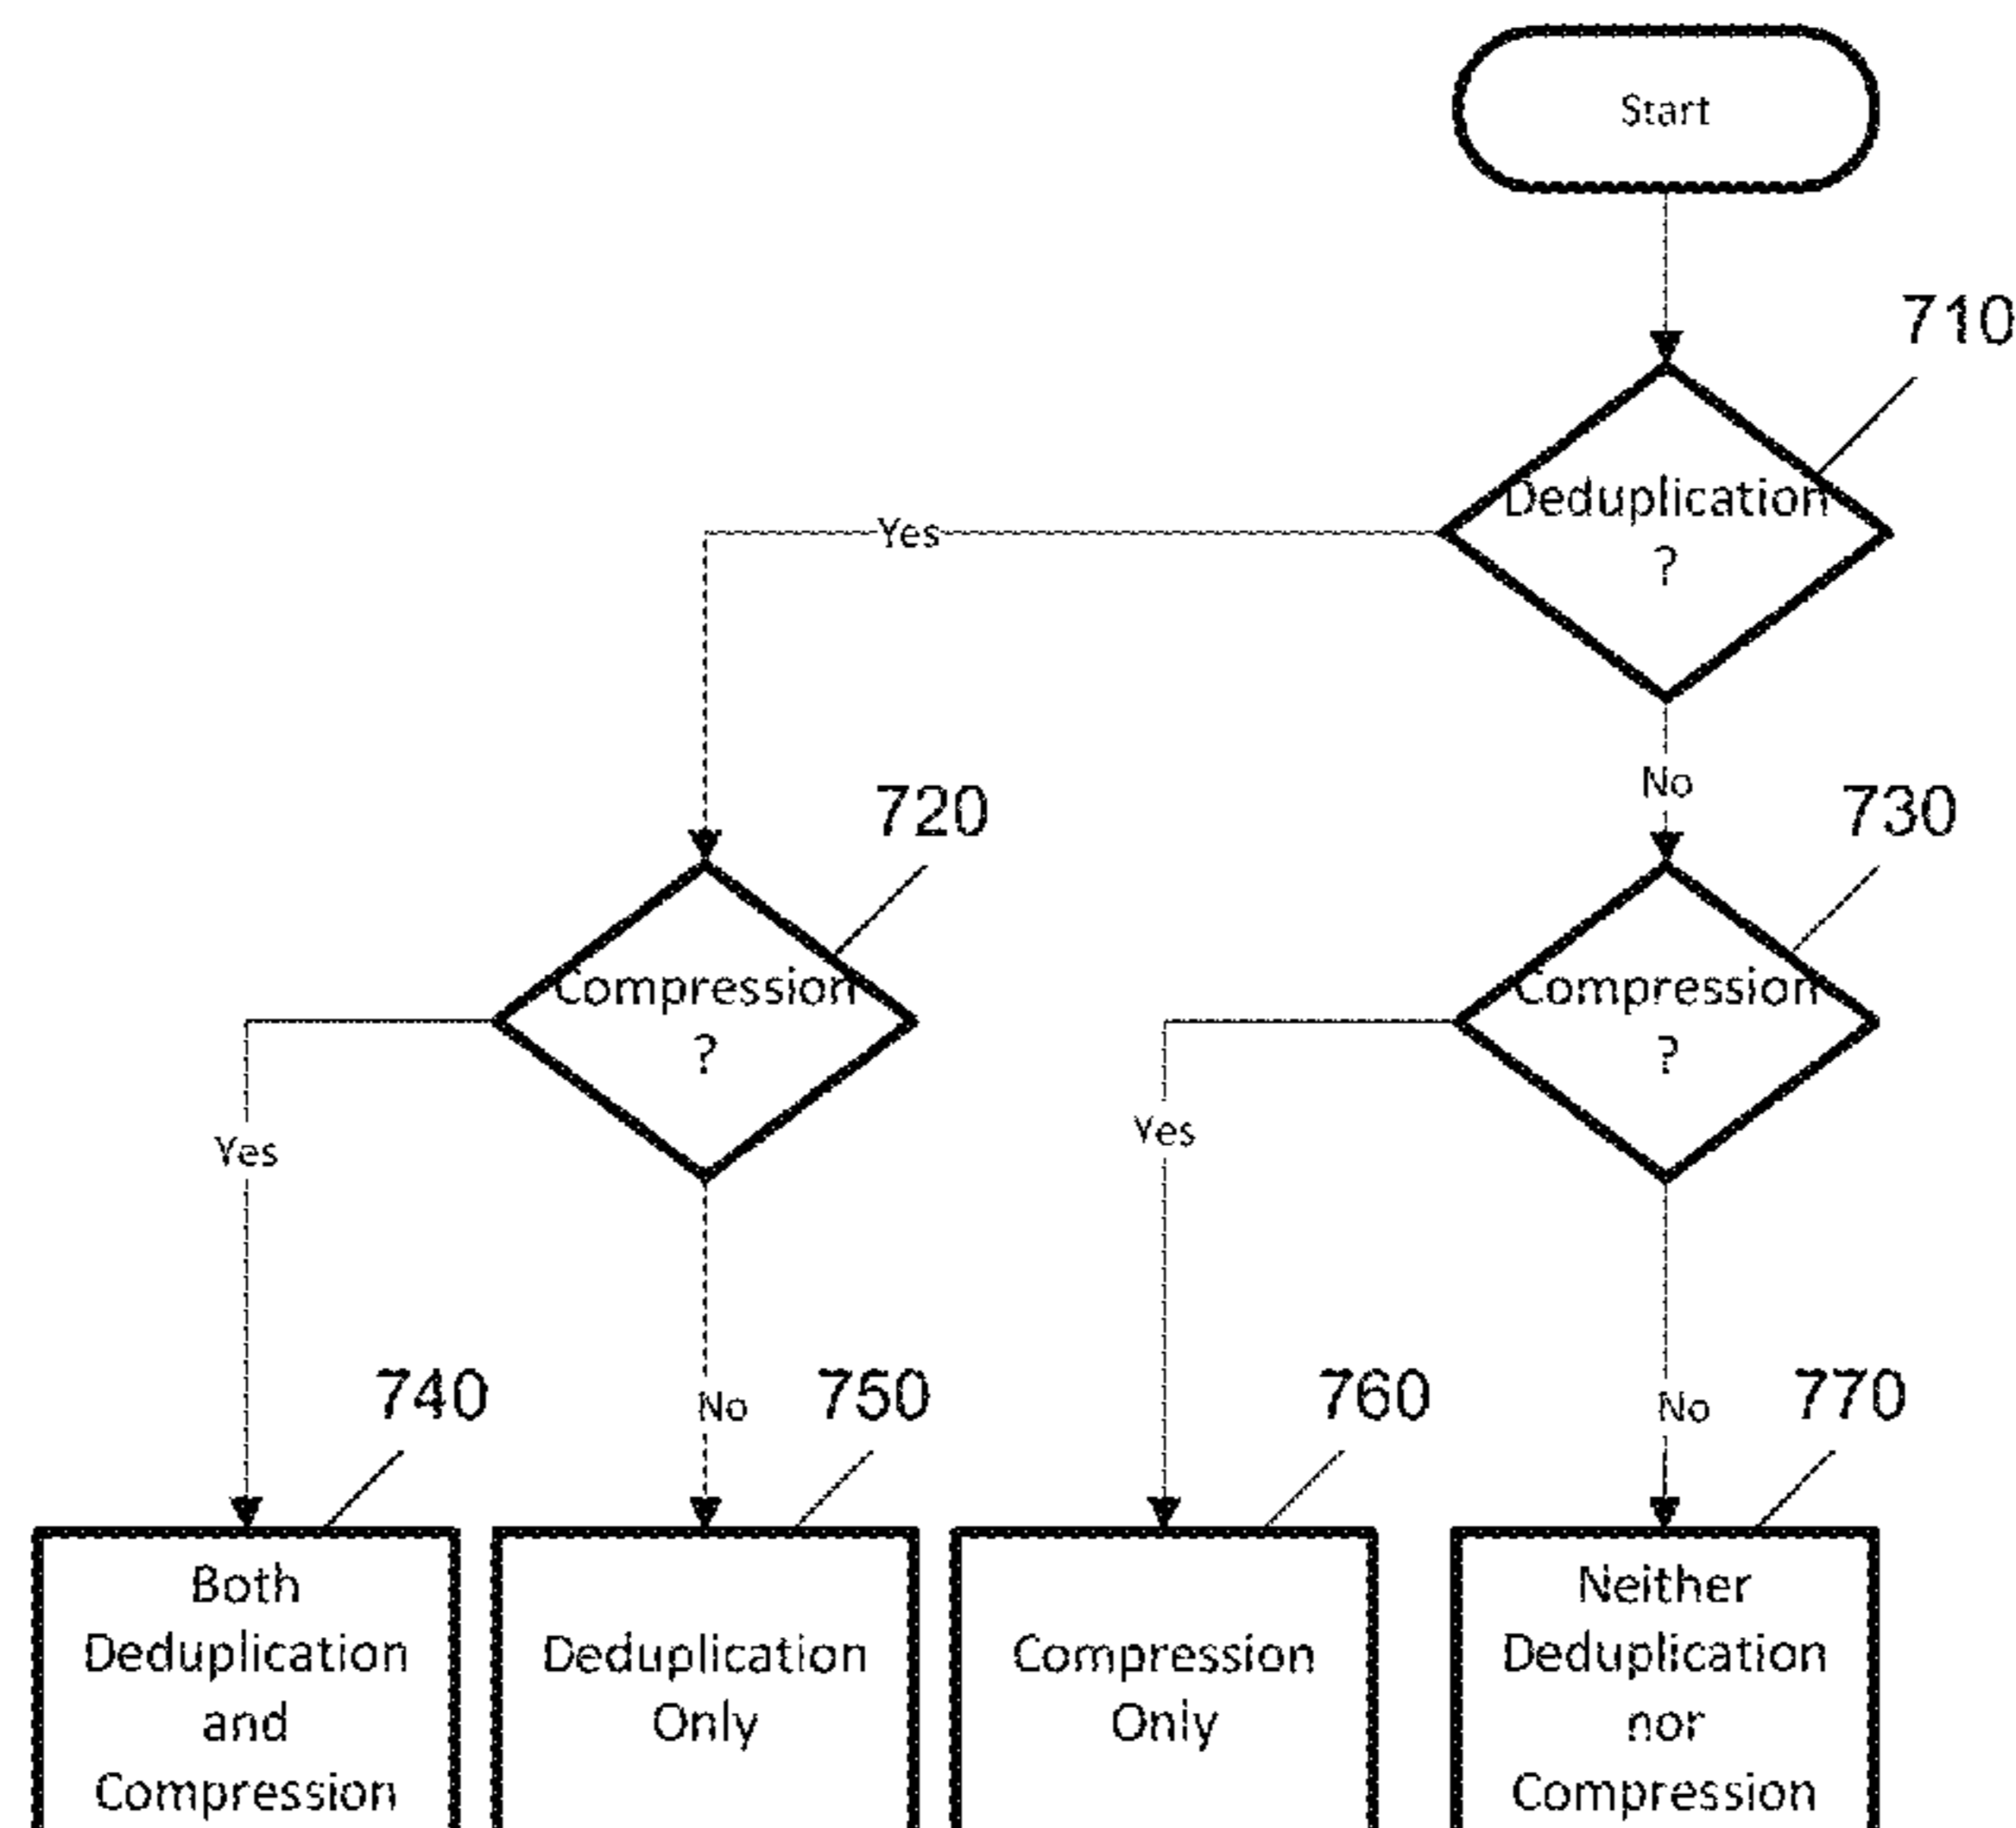 Start
710
Deduplication
?
Yes
No
720
730
Compression
?
Compression
?
Yes
Yes
No
No
740
750
760
770
Both
Deduplication
and
Compression
Deduplication
Only
Compression
Only
Neither
Deduplication
nor
Compression